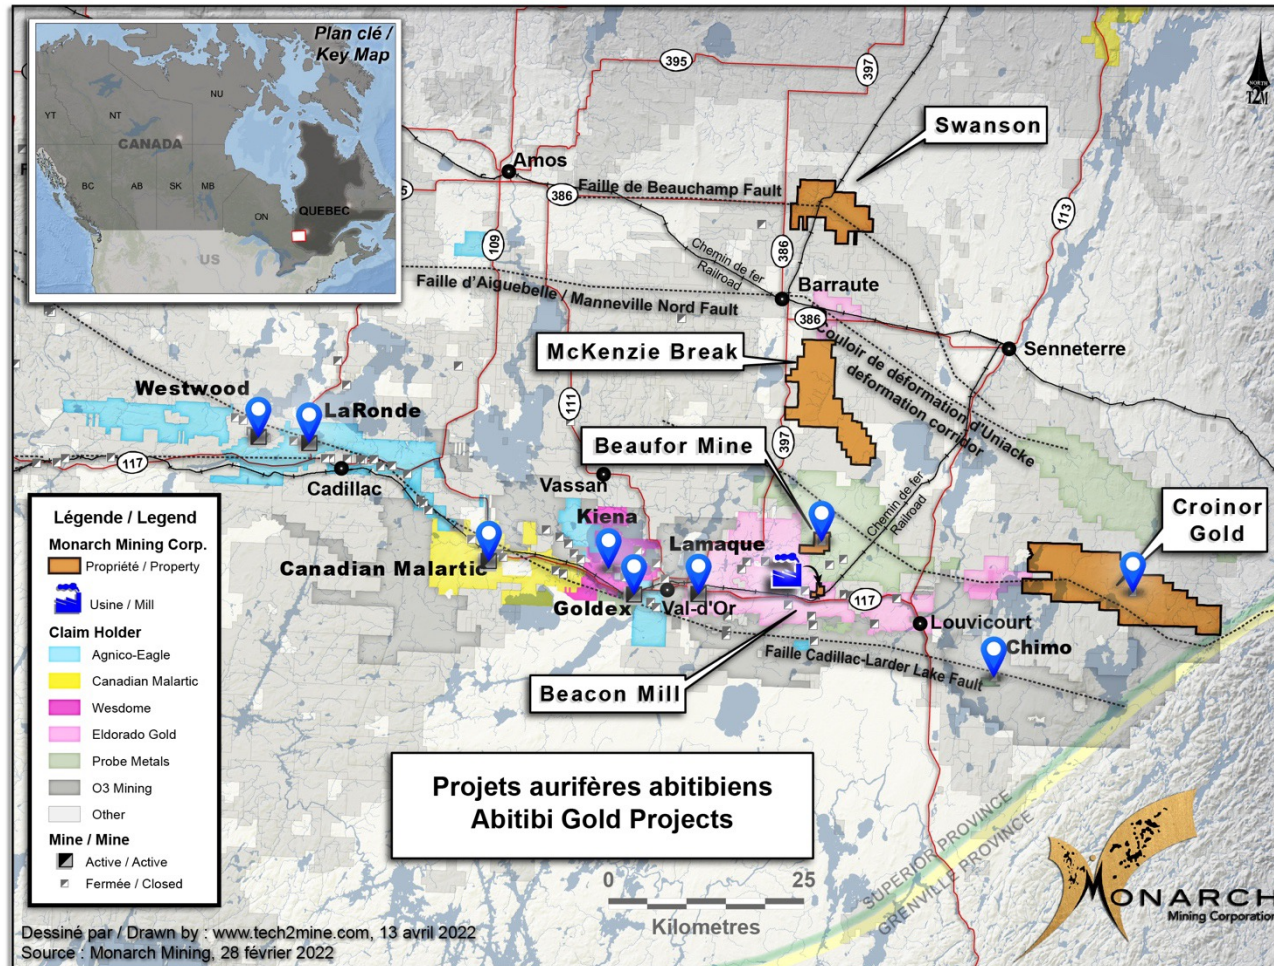 Plan clé /
Key Map
NU
YT
NT
CANADA
BC
AB
SK
MB
ON
QUEBEC
US
395
397
NORTH
T2M
Swanson
Amos
386
Faille de Beauchamp Fault
109
386
113
Chemin de fer
Railroad
Faille d'Aiguebelle / Manneville Nord Fault
Barraute
386
Senneterre
McKenzie Break
Couloir de déformation d'Uniacke
deformation corridor
Westwood
LaRonde
111
397
Beaufor Mine
117
Cadillac
Vassan
Chemin de fer
Railroad
Croinor
Gold
Kiena
Lamaque
Canadian Malartic
Goldex
Val-d'Or
117
Louvicourt
Chimo
Faille Cadillac-Larder Lake Fault
Beacon Mill
Légende / Legend
Monarch Mining Corp.
Propriété / Property
Usine / Mill
Claim Holder
Agnico-Eagle
Canadian Malartic
Wesdome
Eldorado Gold
Probe Metals
O3 Mining
Other
Mine / Mine
Active / Active
Fermée / Closed
Projets aurifères abitibiens
Abitibi Gold Projects
0 25
Kilometres
SUPERIOR PROVINCE
GRENVILLE PROVINCE
MONARCH
Mining Corporation
Dessiné par / Drawn by : www.tech2mine.com, 13 avril 2022
Source : Monarch Mining, 28 février 2022